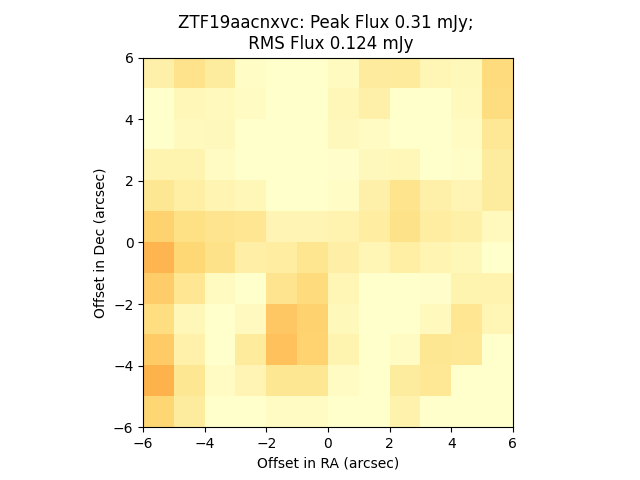 ZTF19aacnxvc: Peak Flux 0.31 mJy;
RMS Flux 0.124 mJy
6
4
2
0
−2
−4
−6
Offset in Dec (arcsec)
−6 −4 −2 0 2 4 6
Offset in RA (arcsec)